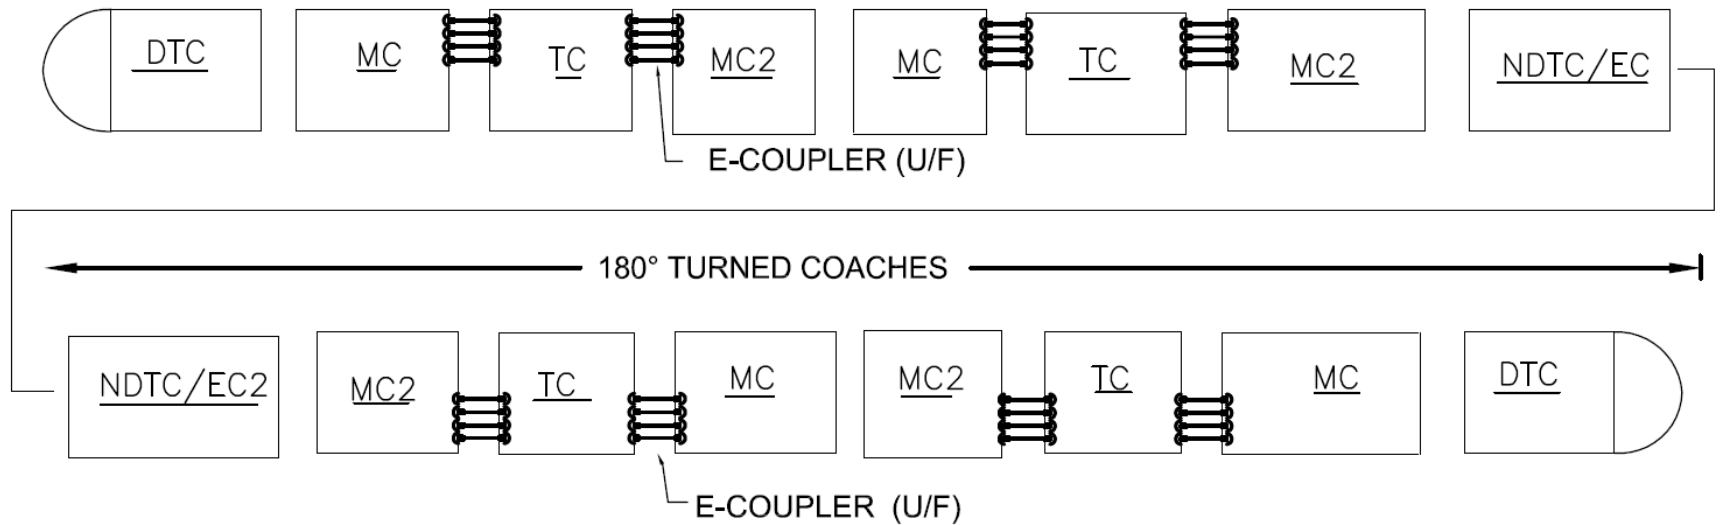 DTC MC TC MC2 MC TC MC2 NDTC/EC
E-COUPLER (U/F)
180° TURNED COACHES
NDTC/EC2 MC2 TC MC MC2 TC MC DTC
E-COUPLER (U/F)